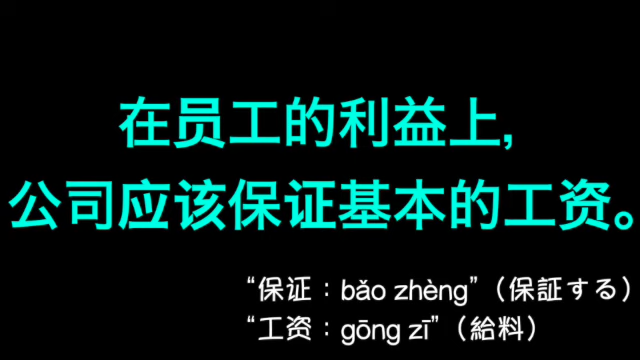 在员工的利益上,
公司应该保证基本的工资。
“保证：bǎo zhèng”（保証する）
“工资：gōng zī”（給料）